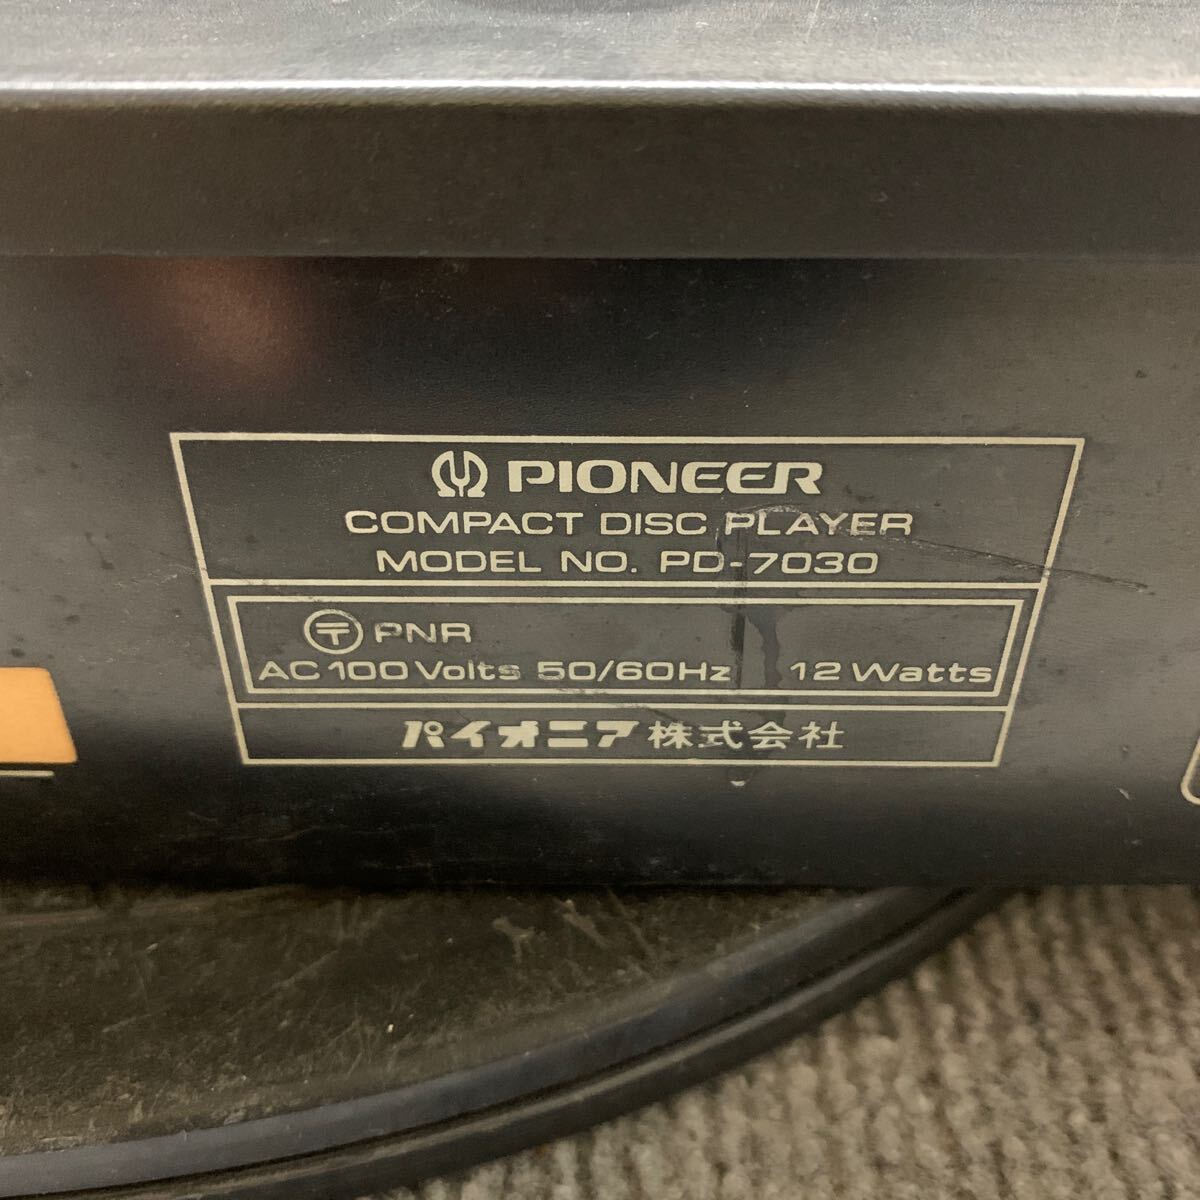 PIONEER
COMPACT DISC PLAYER
MODEL NO. PD-7030
〒 PNR
AC 100 Volts 50/60Hz 12 Watts
パイオニア株式会社